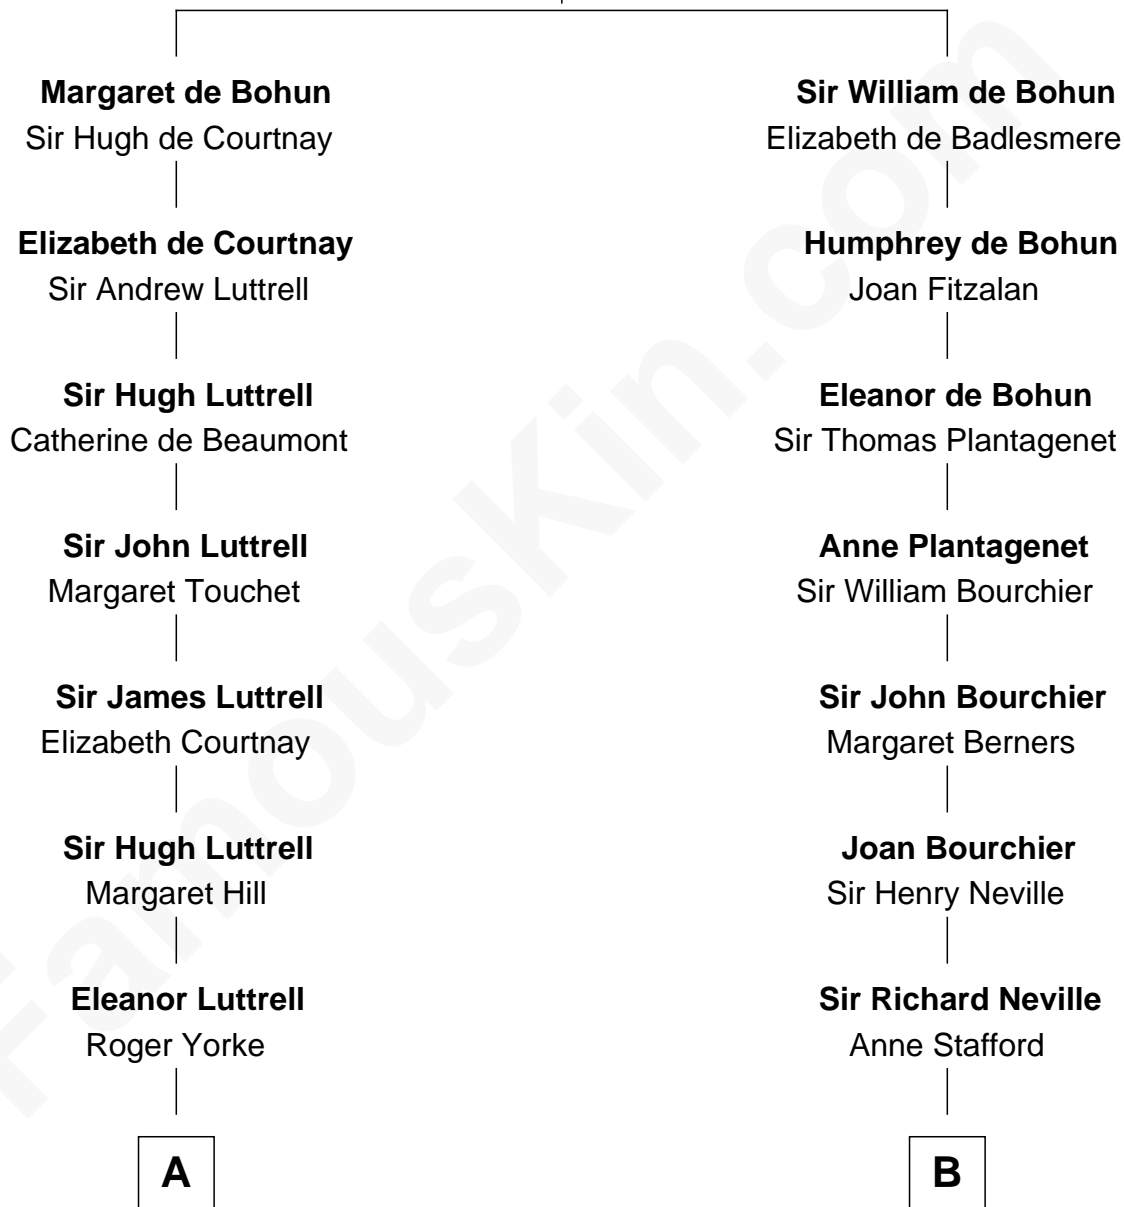 Margaret de Bohun
Sir Hugh de Courtnay
Elizabeth de Courtnay
Sir Andrew Luttrell
Sir Hugh Luttrell
Catherine de Beaumont
Sir John Luttrell
Margaret Touchet
Sir James Luttrell
Elizabeth Courtnay
Sir Hugh Luttrell
Margaret Hill
Eleanor Luttrell
Roger Yorke
A
Sir William de Bohun
Elizabeth de Badlesmere
Humphrey de Bohun
Joan Fitzalan
Eleanor de Bohun
Sir Thomas Plantagenet
Anne Plantagenet
Sir William Bourchier
Sir John Bourchier
Margaret Berners
Joan Bourchier
Sir Henry Neville
Sir Richard Neville
Anne Stafford
B
FamousKin.com